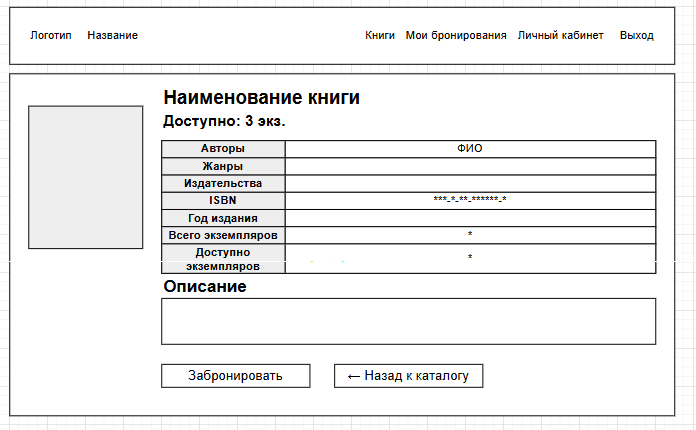 Логотип Название Книги Мои бронирования Личный кабинет Выход
Наименование книги
Доступно: 3 экз.
Авторы ФИО
Жанры
Издательства
ISBN ***-*-**-******-*
Год издания
Всего экземпляров *
Доступно
экземпляров *
Описание
Забронировать ← Назад к каталогу